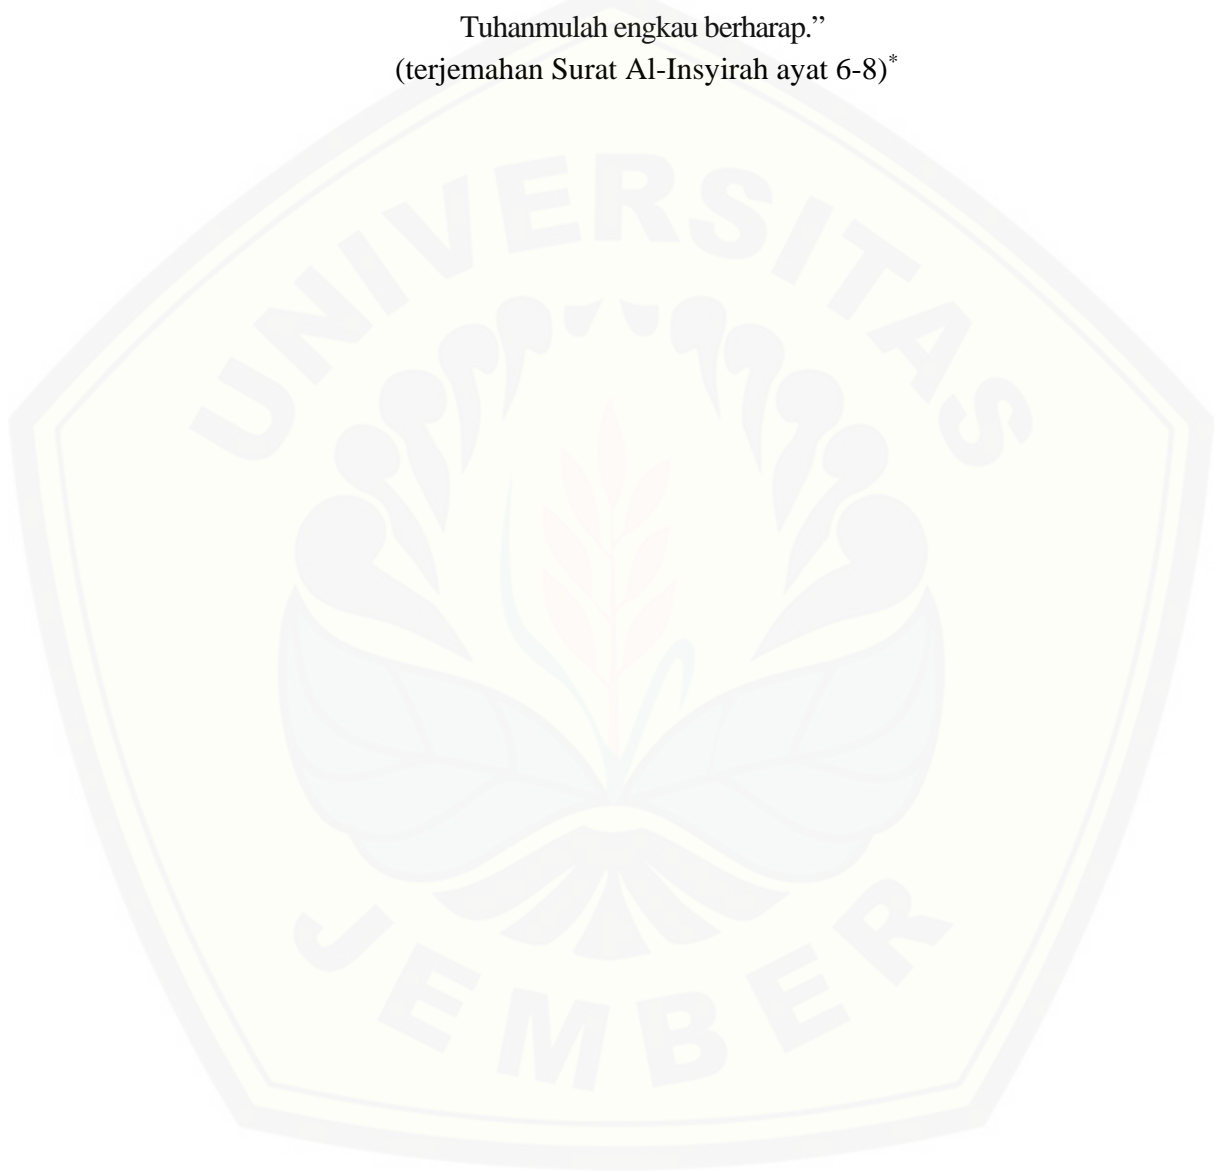 Tuhanmulah engkau berharap.”
(terjemahan Surat Al-Insyirah ayat 6-8)*
UNIVERSITAS
JEMBER